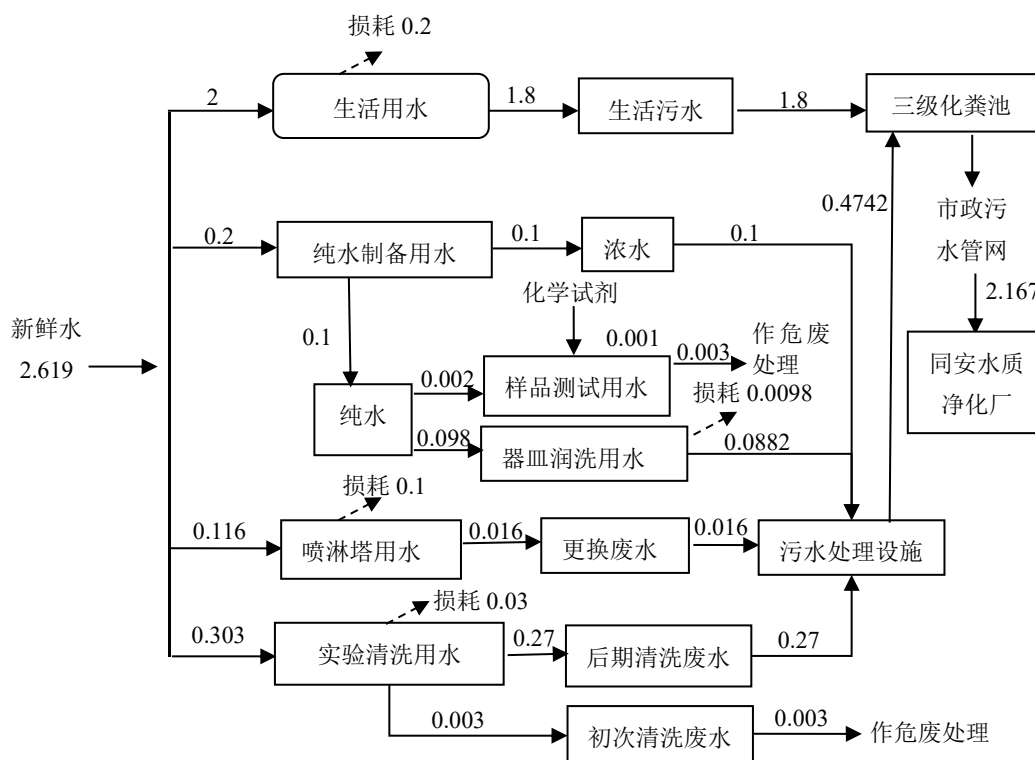 损耗 0.2
2
生活用水
1.8
生活污水
1.8
三级化粪池
0.4742
市政污
水管网
2.167
同安水质
净化厂
0.2
纯水制备用水
0.1
浓水
0.1
化学试剂
新鲜水
2.619
0.1
0.001
作危废
处理
0.002
样品测试用水
0.003
纯水
损耗 0.0098
0.098
器皿润洗用水
0.0882
损耗 0.1
0.116
喷淋塔用水
0.016
更换废水
0.016
污水处理设施
损耗 0.03
0.303
实验清洗用水
0.27
后期清洗废水
0.27
0.003
初次清洗废水
0.003
作危废处理